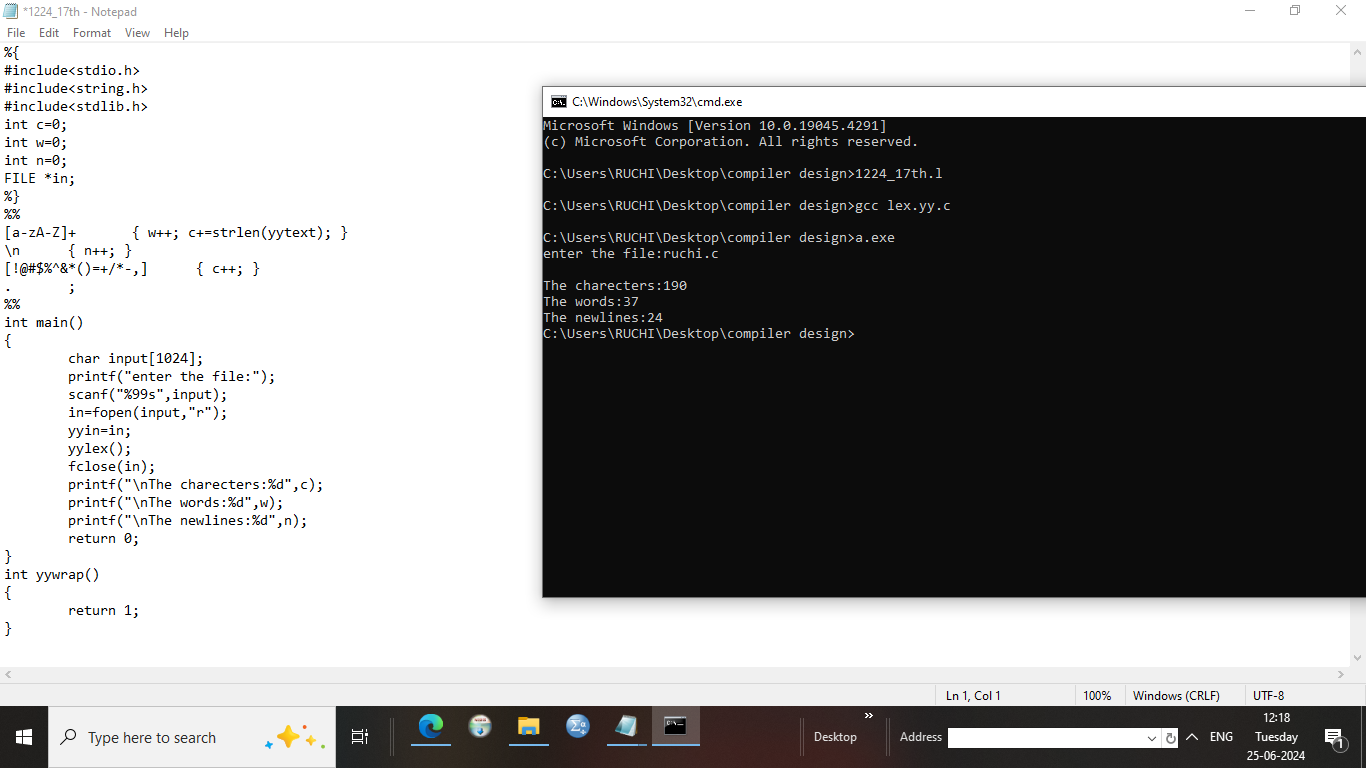 *1224_17th - Notepad
File Edit Format View Help
%{
#include<stdio.h>
#include<string.h>
#include<stdlib.h>
int c=0;
int w=0;
int n=0;
FILE *in;
%}
%%
[a-zA-Z]+ { w++; c+=strlen(yytext); }
\n { n++; }
[!@#$%^&*()=+/*-,] { c++; }
. ;
%%
int main()
{
char input[1024];
printf("enter the file:");
scanf("%99s",input);
in=fopen(input,"r");
yyin=in;
yylex();
fclose(in);
printf("\nThe charecters:%d",c);
printf("\nThe words:%d",w);
printf("\nThe newlines:%d",n);
return 0;
}
int yywrap()
{
return 1;
}
C:\Windows\System32\cmd.exe
Microsoft Windows [Version 10.0.19045.4291]
(c) Microsoft Corporation. All rights reserved.
C:\Users\RUCHI\Desktop\compiler design>1224_17th.l
C:\Users\RUCHI\Desktop\compiler design>gcc lex.yy.c
C:\Users\RUCHI\Desktop\compiler design>a.exe
enter the file:ruchi.c
The charecters:190
The words:37
The newlines:24
C:\Users\RUCHI\Desktop\compiler design>
Ln 1, Col 1 100% Windows (CRLF) UTF-8
Type here to search
Desktop
Address
ENG
12:18
Tuesday
25-06-2024
1